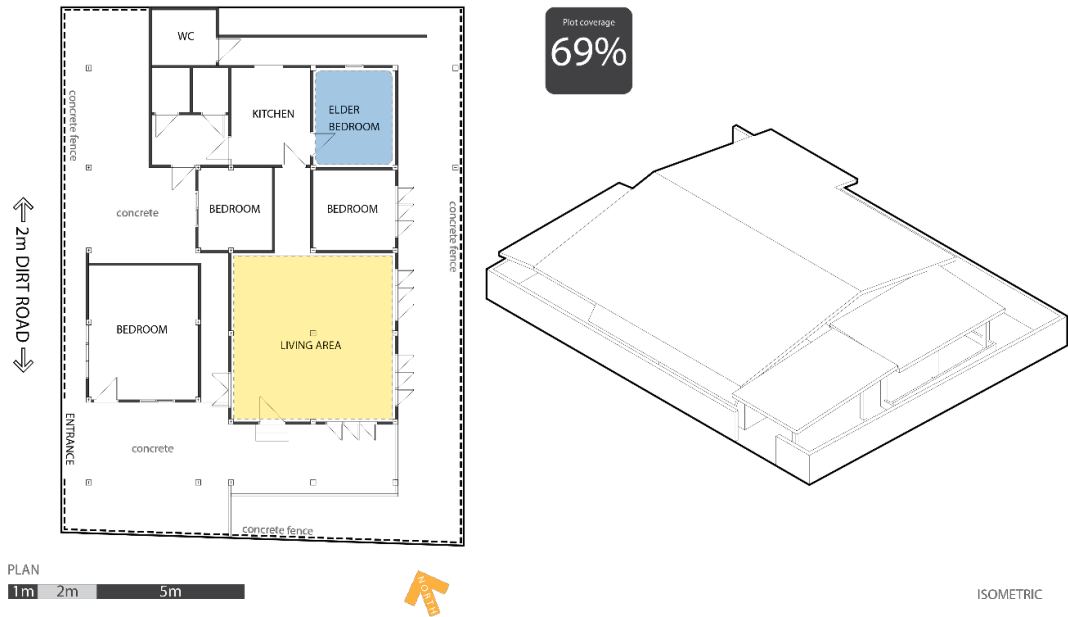 WC
concrete fence
KITCHEN
ELDER
BEDROOM
BEDROOM
BEDROOM
concrete
concrete fence
2m DIRT ROAD
BEDROOM
LIVING AREA
ENTRANCE
concrete
concrete fence
PLAN
1m 2m 5m
NORTH
Plot coverage
69%
ISOMETRIC